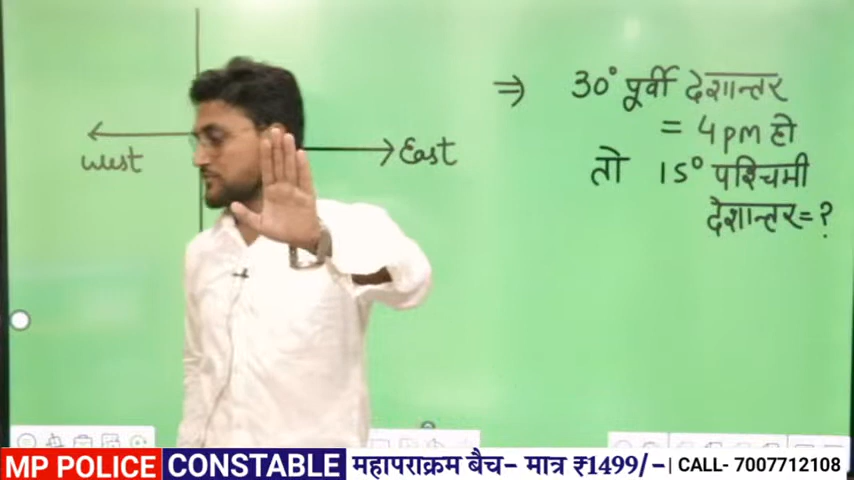 West
East
⇒ 30° पूर्वी देशान्तर
= 4 pm हो
तो 15° पश्चिमी
देशान्तर = ?
MP POLICE CONSTABLE महापराक्रम बैच- मात्र ₹1499/- | CALL- 7007712108